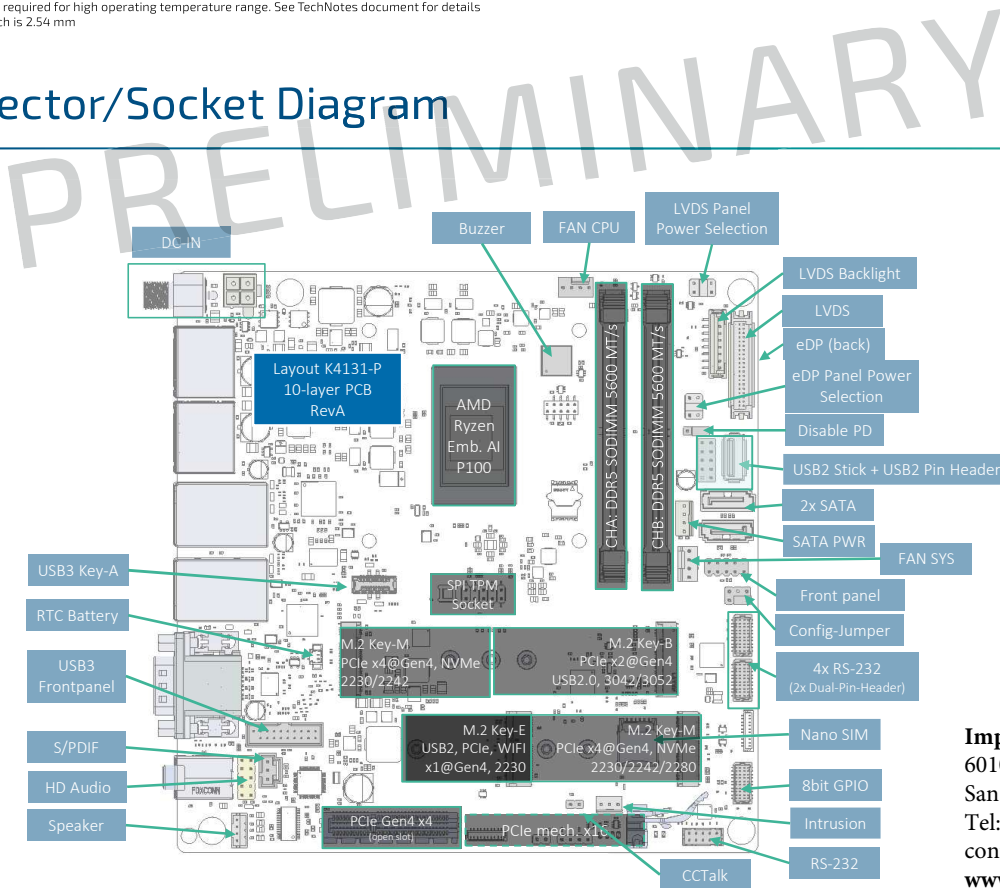 required for high operating temperature range. See TechNotes document for details
ch is 2.54 mm
ector/Socket Diagram
PRELIMINARY
LVDS Panel
Power Selection
Buzzer
FAN CPU
DC-IN
LVDS Backlight
LVDS
eDP (back)
eDP Panel Power
Selection
Disable PD
USB2 Stick + USB2 Pin Header
2x SATA
SATA PWR
FAN SYS
Front panel
Config-Jumper
4x RS-232
(2x Dual-Pin-Header)
Nano SIM
8bit GPIO
Intrusion
RS-232
CCTalk
Layout K4131-P
10-layer PCB
RevA
AMD
Ryzen
Emb. AI
P100
CHA: DDR5 SODIMM 5600 MT/s
CHB: DDR5 SODIMM 5600 MT/s
USB3 Key-A
RTC Battery
USB3
Frontpanel
S/PDIF
HD Audio
Speaker
SPI TPM
Socket
M.2 Key-M
PCIe x4@Gen4, NVMe
2230/2242
M.2 Key-B
PCIe x2@Gen4
USB2.0, 3042/3052
M.2 Key-E
USB2, PCIe, WIFI
x1@Gen4, 2230
M.2 Key-M
PCIe x4@Gen4, NVMe
2230/2242/2280
FOXCONN
PCIe Gen4 x4
(open slot)
PCIe mech. x16
Imp
6010
San
Tel:
con
www